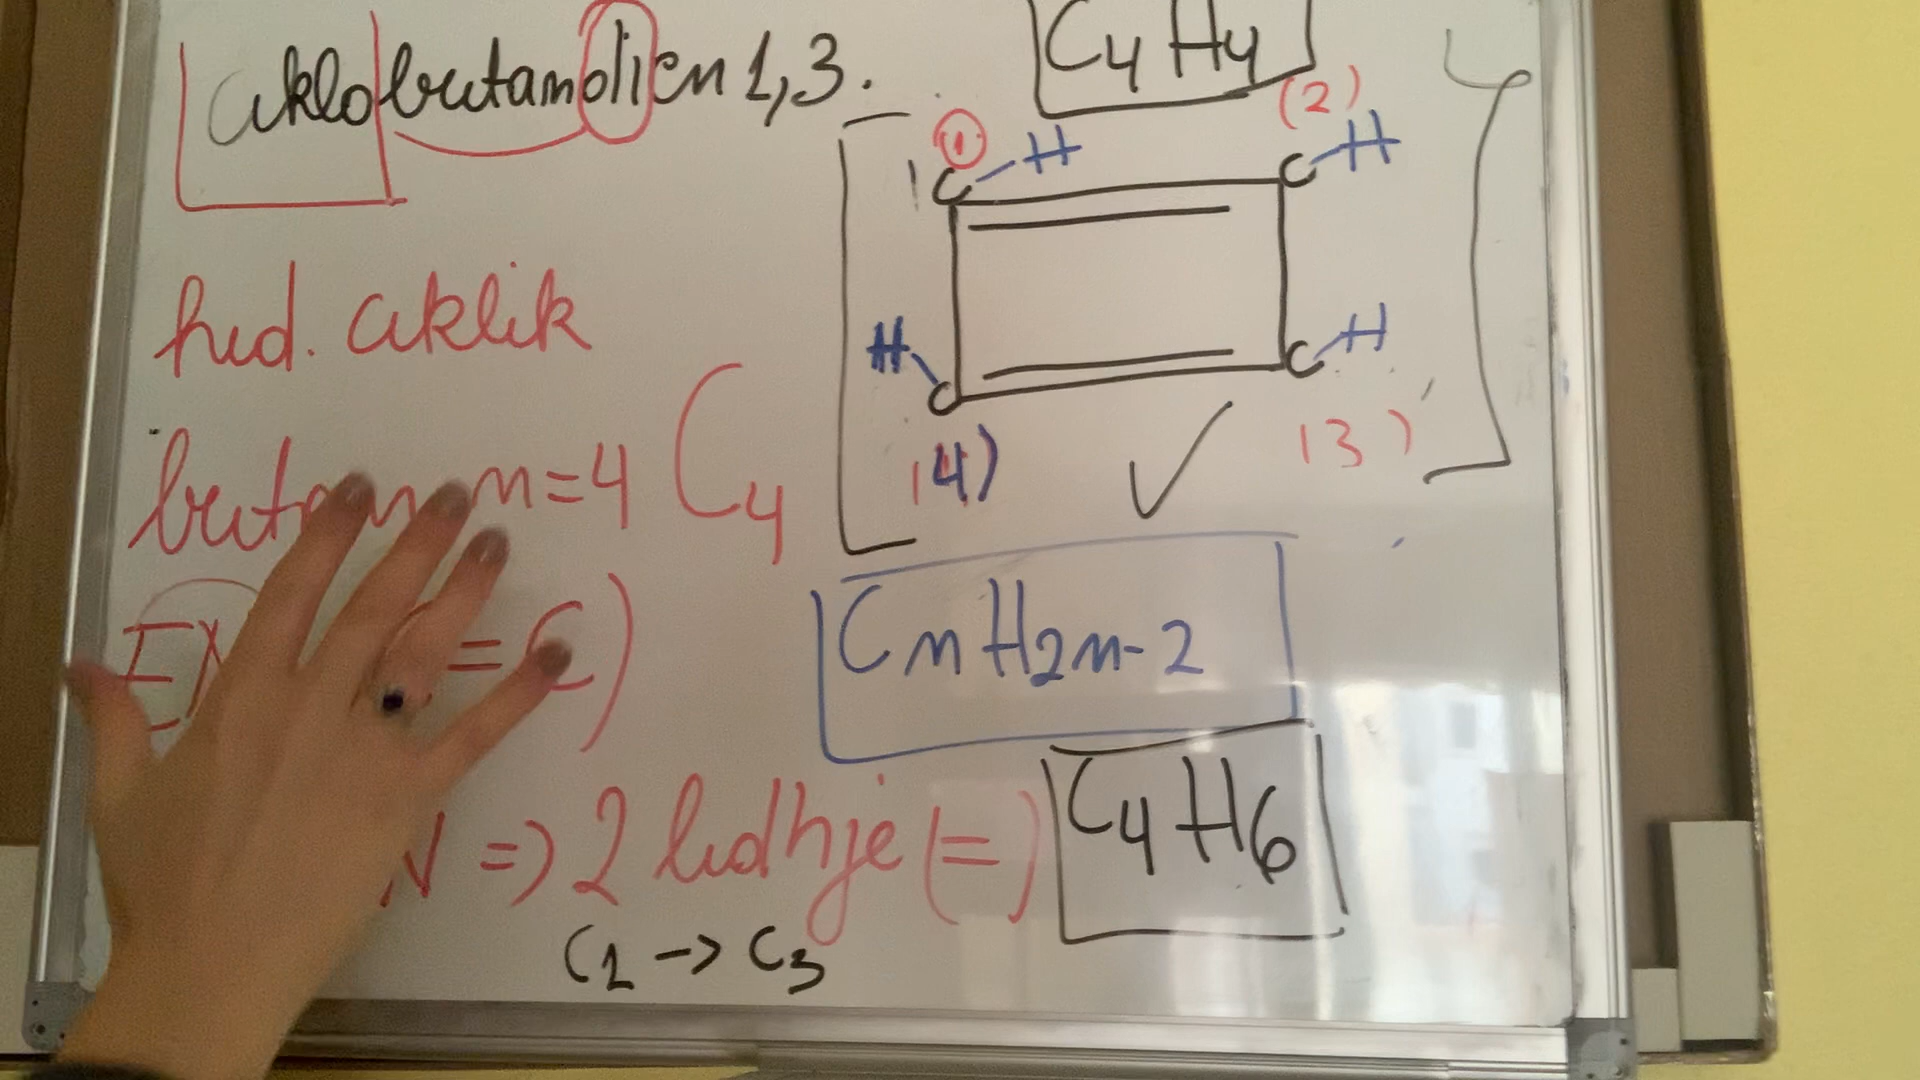 ciklobutandien 1,3.
C4H4
(1) (2)
C-H C-H
H-C C-H
(4) (3)
hid. ciklik
n=4 C4
= C)
CnH2n-2
=> 2 lidhje (=)
C4H6
C1 -> C3